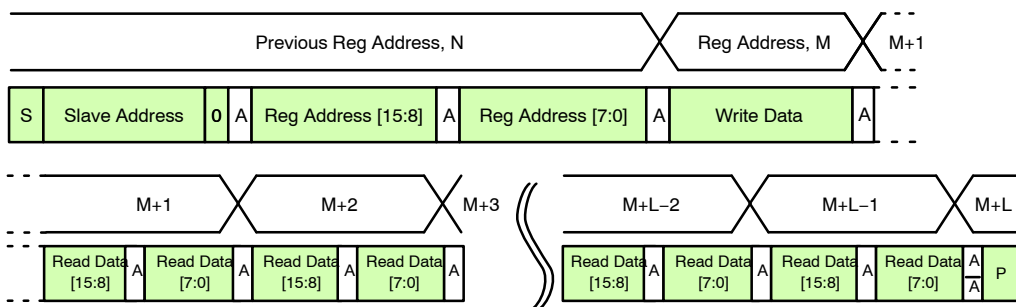 Previous Reg Address, N Reg Address, M M+1
S Slave Address 0 A Reg Address [15:8] A Reg Address [7:0] A Write Data A
M+1 M+2 M+3 M+L−2 M+L−1 M+L
Read Data A Read Data A Read Data A Read Data A Read Data A Read Data A Read Data A Read Data A P
[15:8] [7:0] [15:8] [7:0] [15:8] [7:0] [15:8] [7:0] A